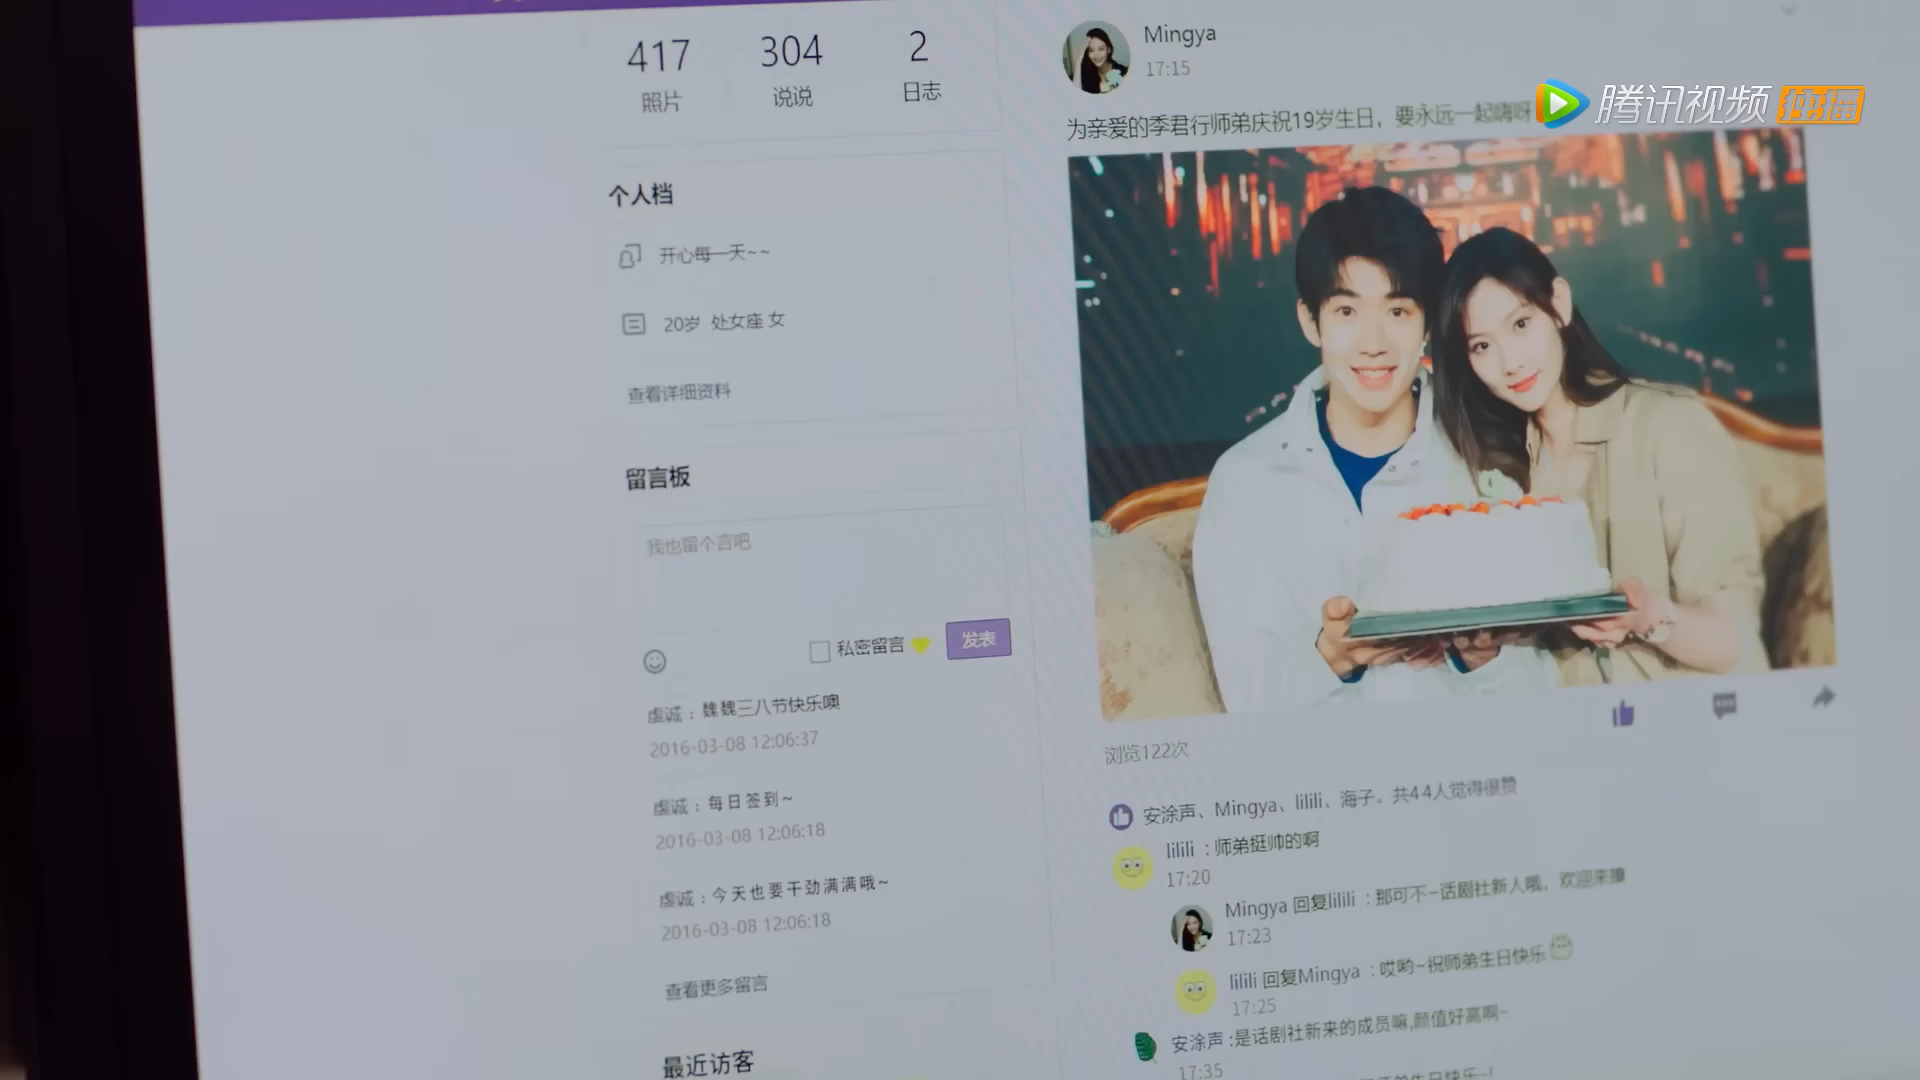 417 304 2
照片 说说 日志
个人档
开心每一天~~
20岁 处女座 女
查看详细资料
留言板
我也留个言吧
私密留言 发表
虚诚：魏魏三八节快乐噢
2016-03-08 12:06:37
虚诚：每日签到~
2016-03-08 12:06:18
虚诚：今天也要干劲满满哦~
2016-03-08 12:06:18
查看更多留言
最近访客
Mingya
17:15
腾讯视频 独播
为亲爱的季君行师弟庆祝19岁生日，要永远一起嗨呀
浏览122次
安涂声、Mingya、lilili、海子。共44人觉得很赞
lilili ：师弟挺帅的啊
17:20
Mingya 回复lilili ：那可不~话剧社新人哦，欢迎来撩
17:23
lilili 回复Mingya ：哎哟~祝师弟生日快乐
17:25
安涂声 :是话剧社新来的成员嘛,颜值好高啊~
17:35
师弟生日快乐~!